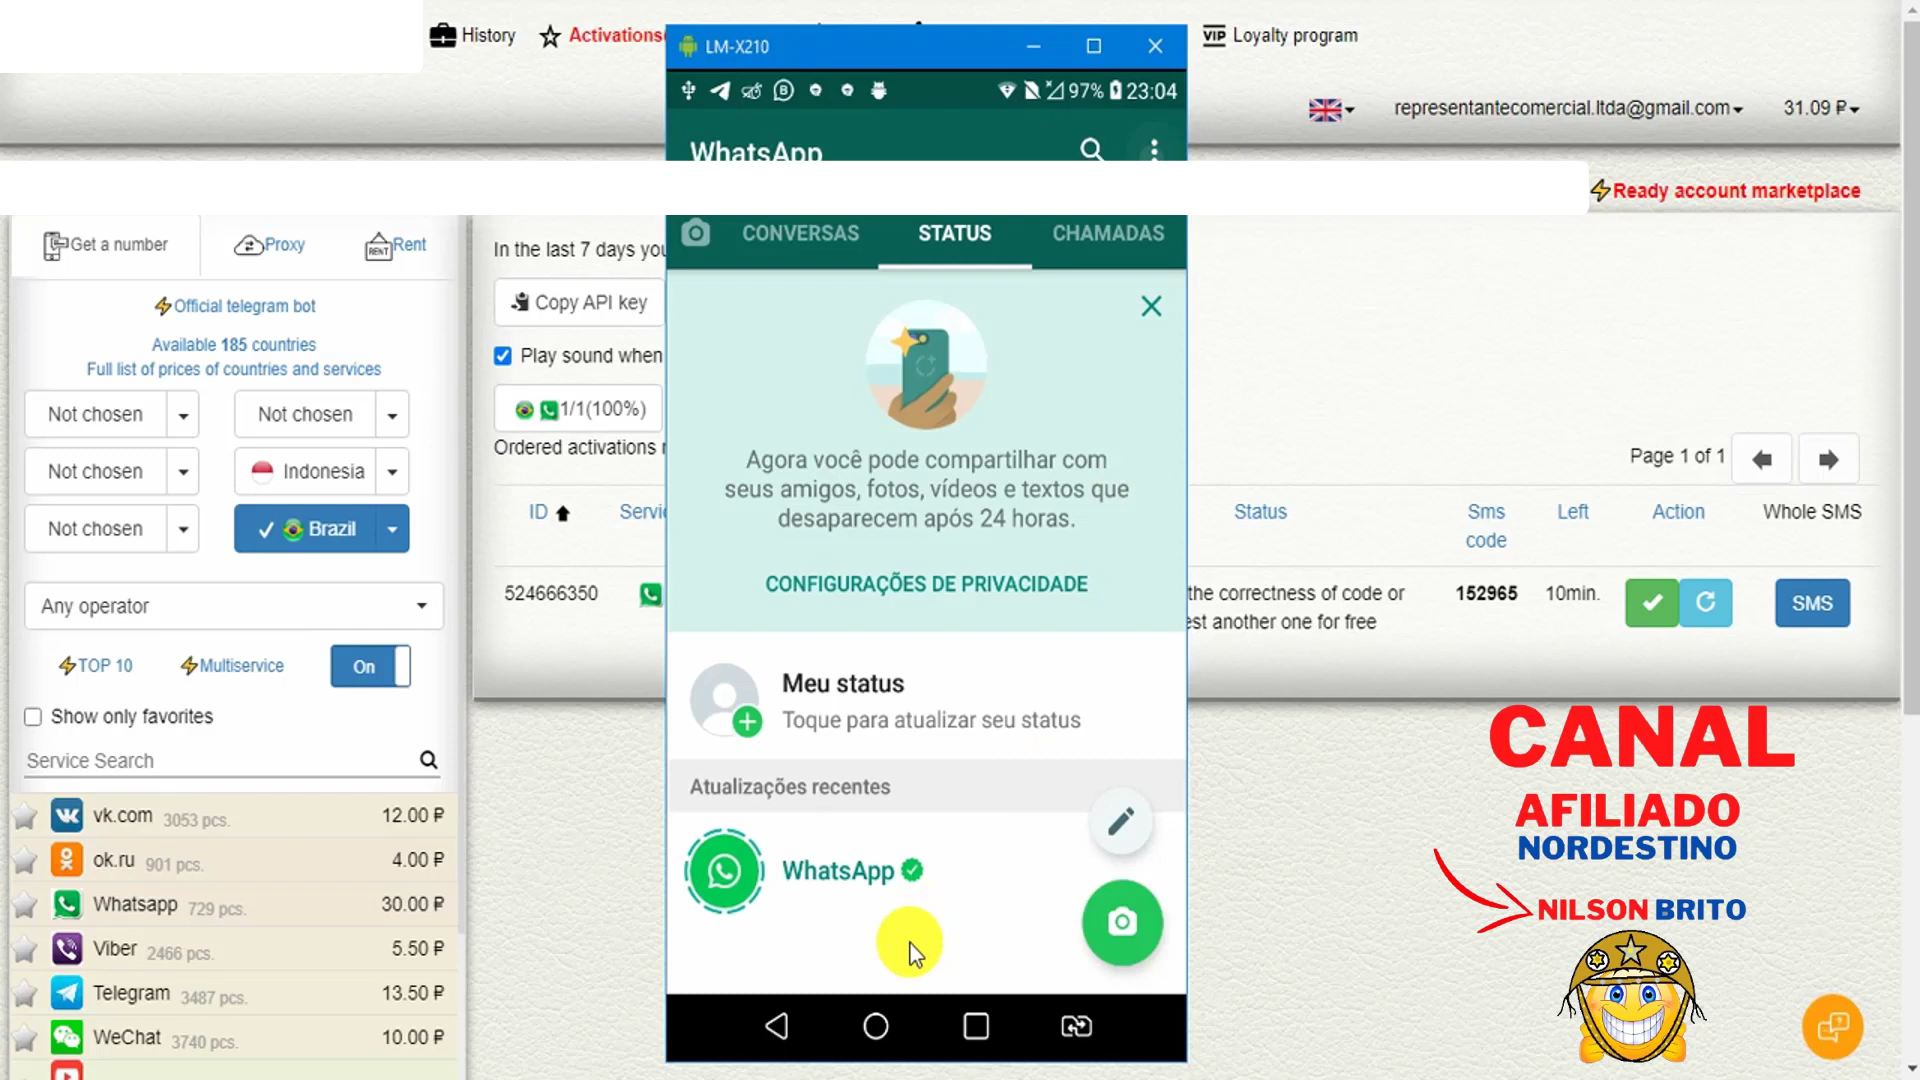 History
Activations
VIP Loyalty program
LM-X210
97% 23:04
representantecomercial.ltda@gmail.com
31.09 ₽
WhatsApp
Ready account marketplace
Get a number
Proxy
RENT Rent
Official telegram bot
Available 185 countries
Full list of prices of countries and services
Not chosen
Not chosen
Not chosen
Indonesia
Not chosen
Brazil
Any operator
TOP 10
Multiservice
On
Show only favorites
Service Search
vk.com 3053 pcs. 12.00 ₽
ok.ru 901 pcs. 4.00 ₽
Whatsapp 729 pcs. 30.00 ₽
Viber 2466 pcs. 5.50 ₽
Telegram 3487 pcs. 13.50 ₽
WeChat 3740 pcs. 10.00 ₽
In the last 7 days you
Copy API key
Play sound when
1/1(100%)
Ordered activations
ID
524666350
CONVERSAS
STATUS
CHAMADAS
Agora você pode compartilhar com
seus amigos, fotos, vídeos e textos que
desaparecem após 24 horas.
CONFIGURAÇÕES DE PRIVACIDADE
Meu status
Toque para atualizar seu status
Atualizações recentes
WhatsApp
Page 1 of 1
Status
Sms
code
Left
Action
Whole SMS
the correctness of code or
another one for free
152965
10min.
SMS
CANAL
AFILIADO
NORDESTINO
NILSON BRITO